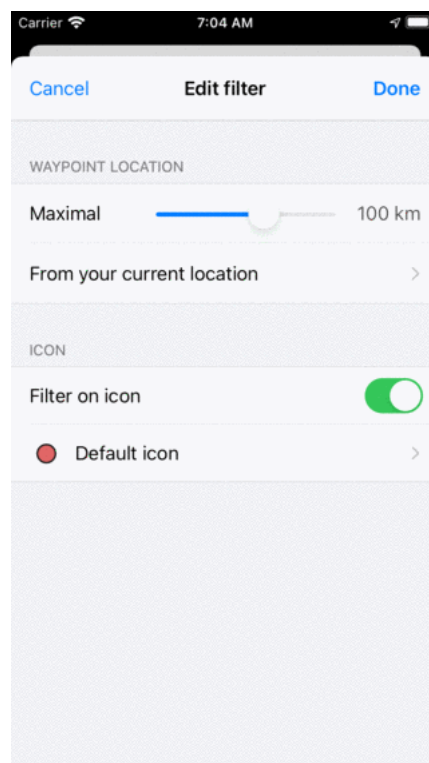 Carrier 7:04 AM
Cancel Edit filter Done
WAYPOINT LOCATION
Maximal 100 km
From your current location
ICON
Filter on icon
Default icon